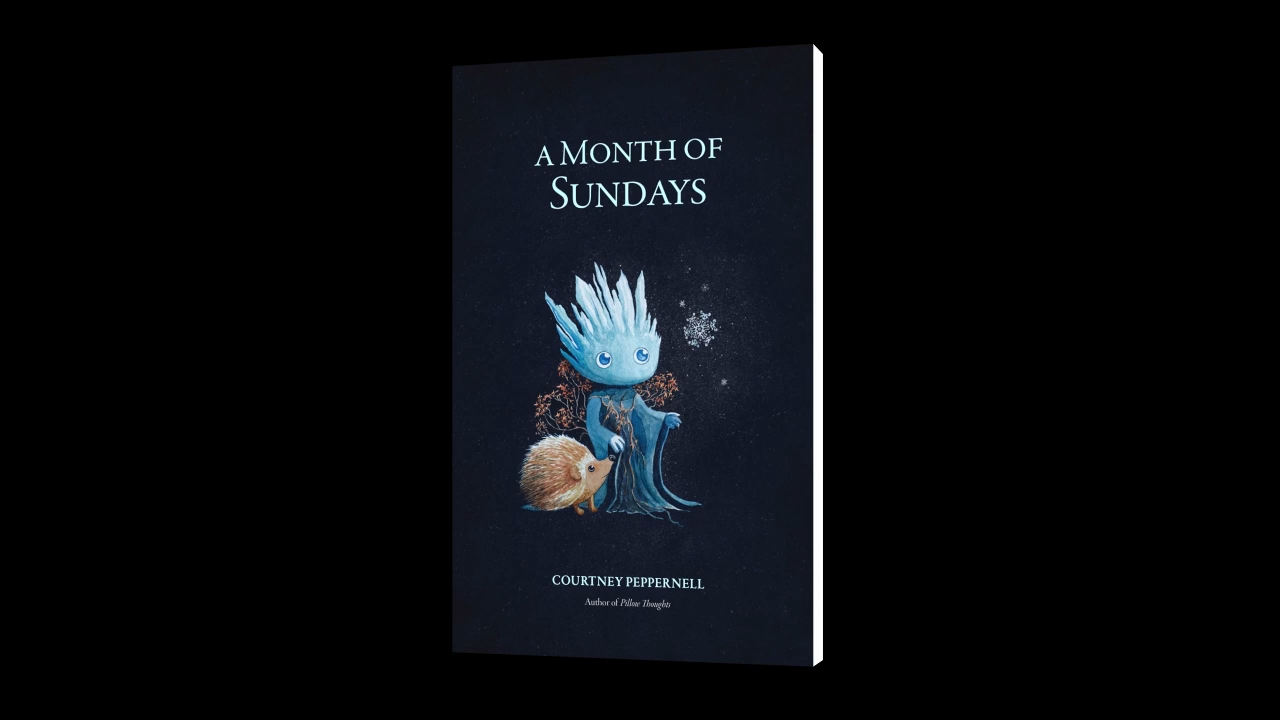 A MONTH OF
SUNDAYS
COURTNEY PEPPERNELL
Author of Pillow Thoughts